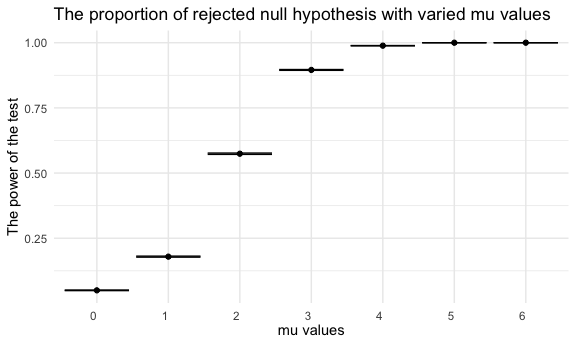 The proportion of rejected null hypothesis with varied mu values
The power of the test
1.00
0.75
0.50
0.25
0 1 2 3 4 5 6
mu values